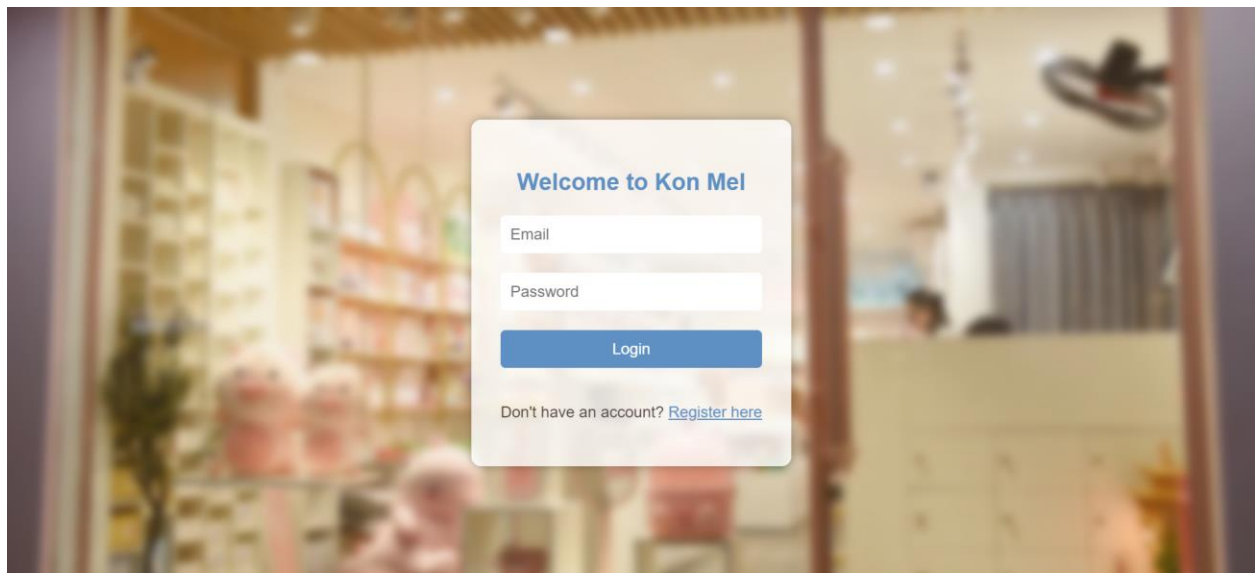 Welcome to Kon Mel
Email
Password
Login
Don't have an account? Register here